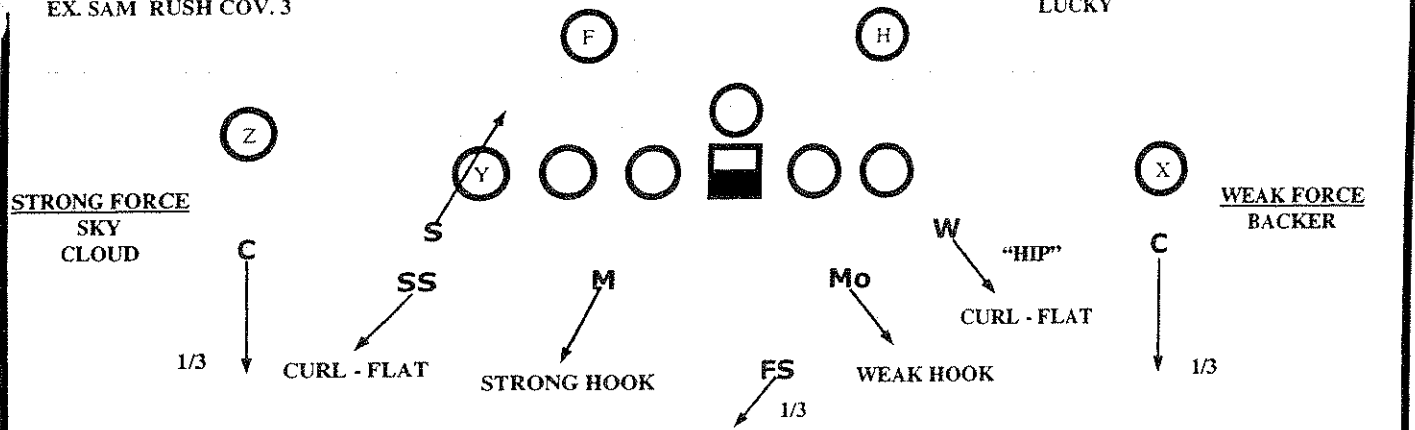 EX. SAM RUSH COV. 3
LUCKY
F
H
Z
Y
X
STRONG FORCE
SKY
CLOUD
WEAK FORCE
BACKER
C
S
W
"HIP"
C
SS
M
Mo
CURL - FLAT
1/3
CURL - FLAT
STRONG HOOK
FS
WEAK HOOK
1/3
1/3